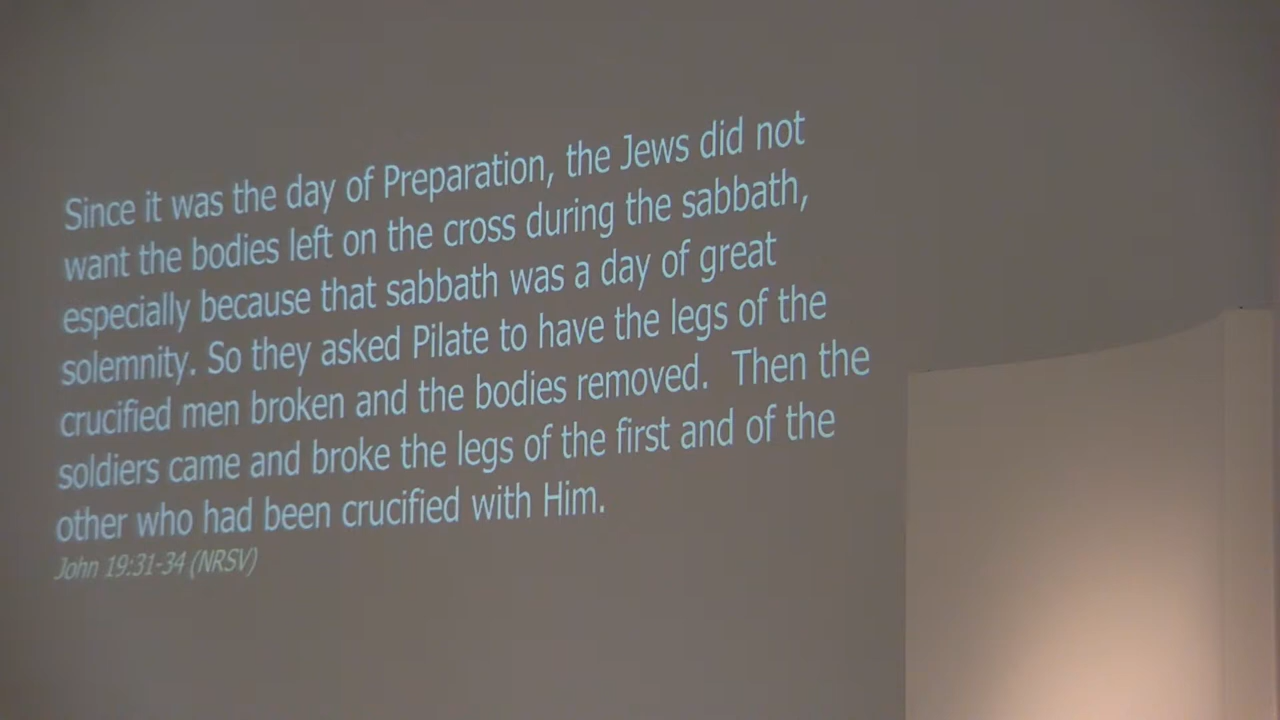 Since it was the day of Preparation, the Jews did not
want the bodies left on the cross during the sabbath,
especially because that sabbath was a day of great
solemnity. So they asked Pilate to have the legs of the
crucified men broken and the bodies removed.  Then the
soldiers came and broke the legs of the first and of the
other who had been crucified with Him.
John 19:31-34 (NRSV)